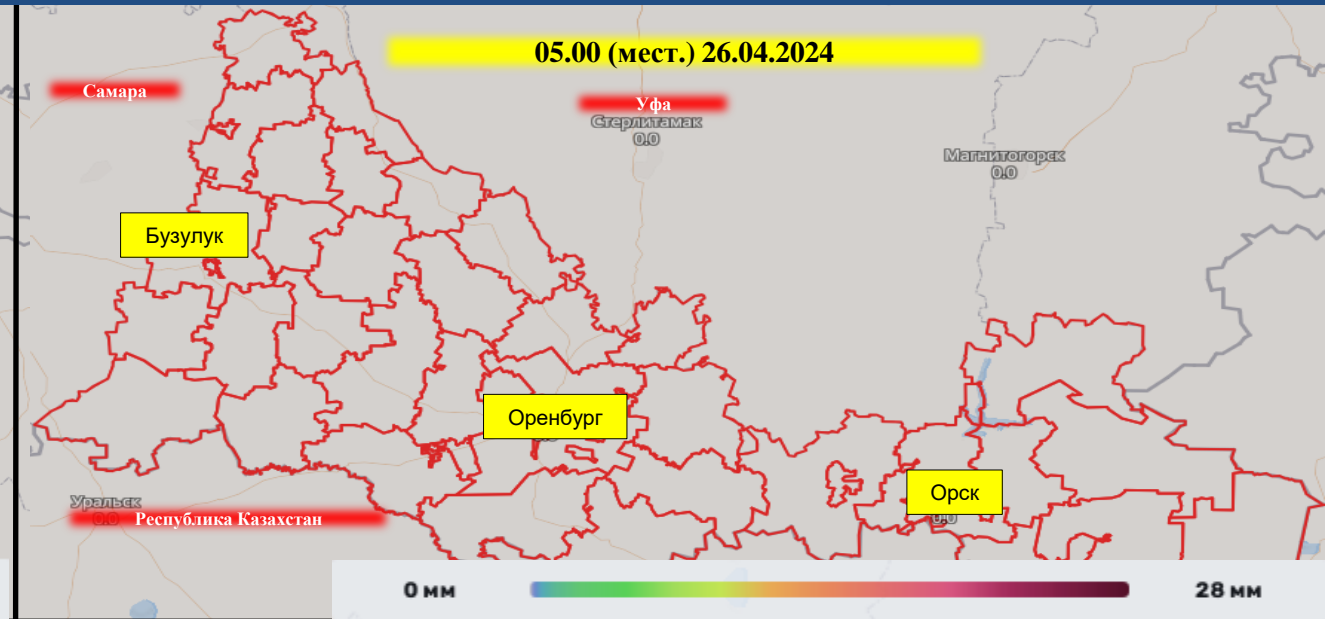 05.00 (мест.) 26.04.2024
Самара
Уфа
Стерлитамак
0.0
Магнитогорск
0.0
Бузулук
Оренбург
Орск
0.0
Уральск
0.0
Республика Казахстан
0 мм
28 мм